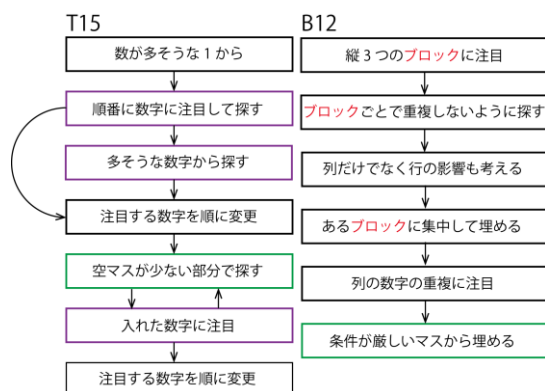 T15
数が多そうな 1 から
順番に数字に注目して探す
多そうな数字から探す
注目する数字を順に変更
空マスが少ない部分で探す
入れた数字に注目
注目する数字を順に変更
B12
縦 3 つのブロックに注目
ブロックごとで重複しないように探す
列だけでなく行の影響も考える
あるブロックに集中して埋める
列の数字の重複に注目
条件が厳しいマスから埋める